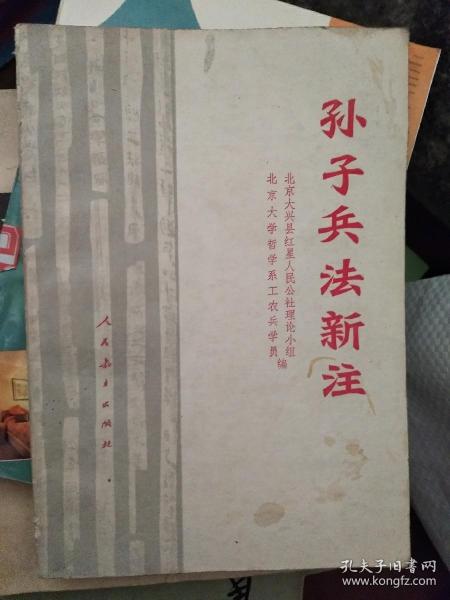 孙子兵法新注
北京大兴县红星人民公社理论小组
北京大学哲学系工农兵学员
编
人民教育出版社
孔夫子旧书网
www.kongfz.com